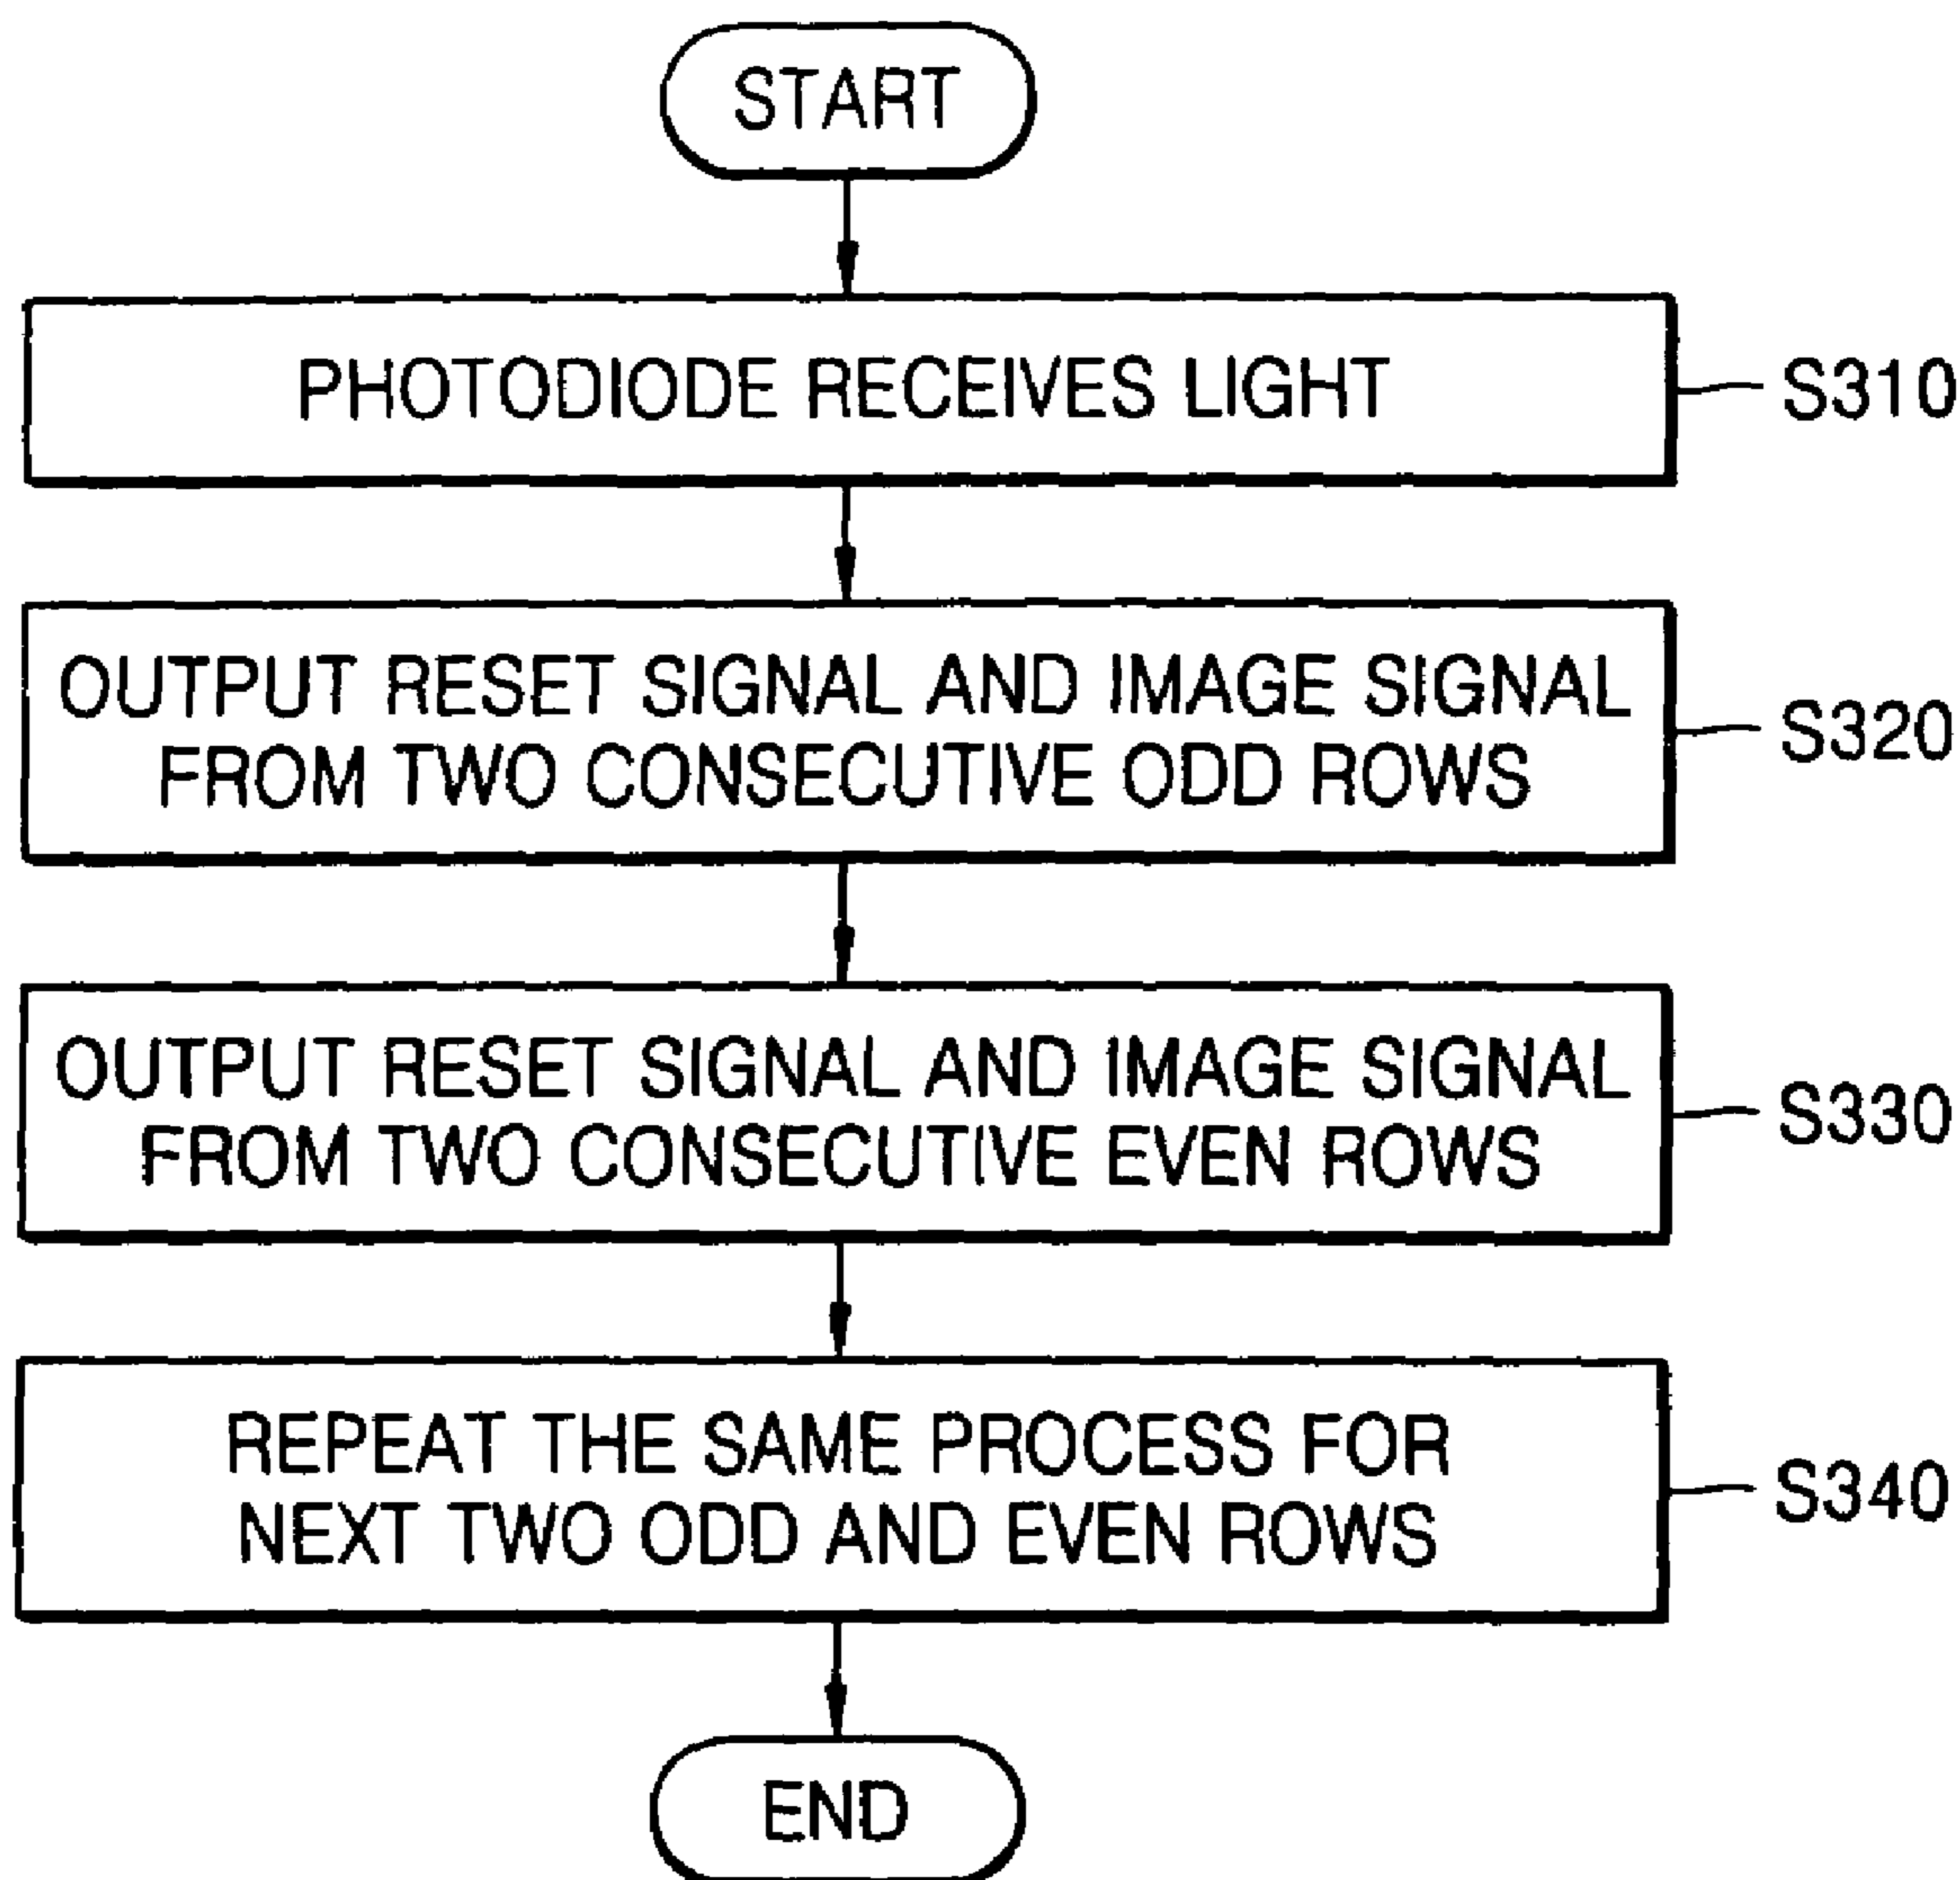 START
PHOTODIODE RECEIVES LIGHT
S310
OUTPUT RESET SIGNAL AND IMAGE SIGNAL
FROM TWO CONSECUTIVE ODD ROWS
S320
OUTPUT RESET SIGNAL AND IMAGE SIGNAL
FROM TWO CONSECUTIVE EVEN ROWS
S330
REPEAT THE SAME PROCESS FOR
NEXT TWO ODD AND EVEN ROWS
S340
END